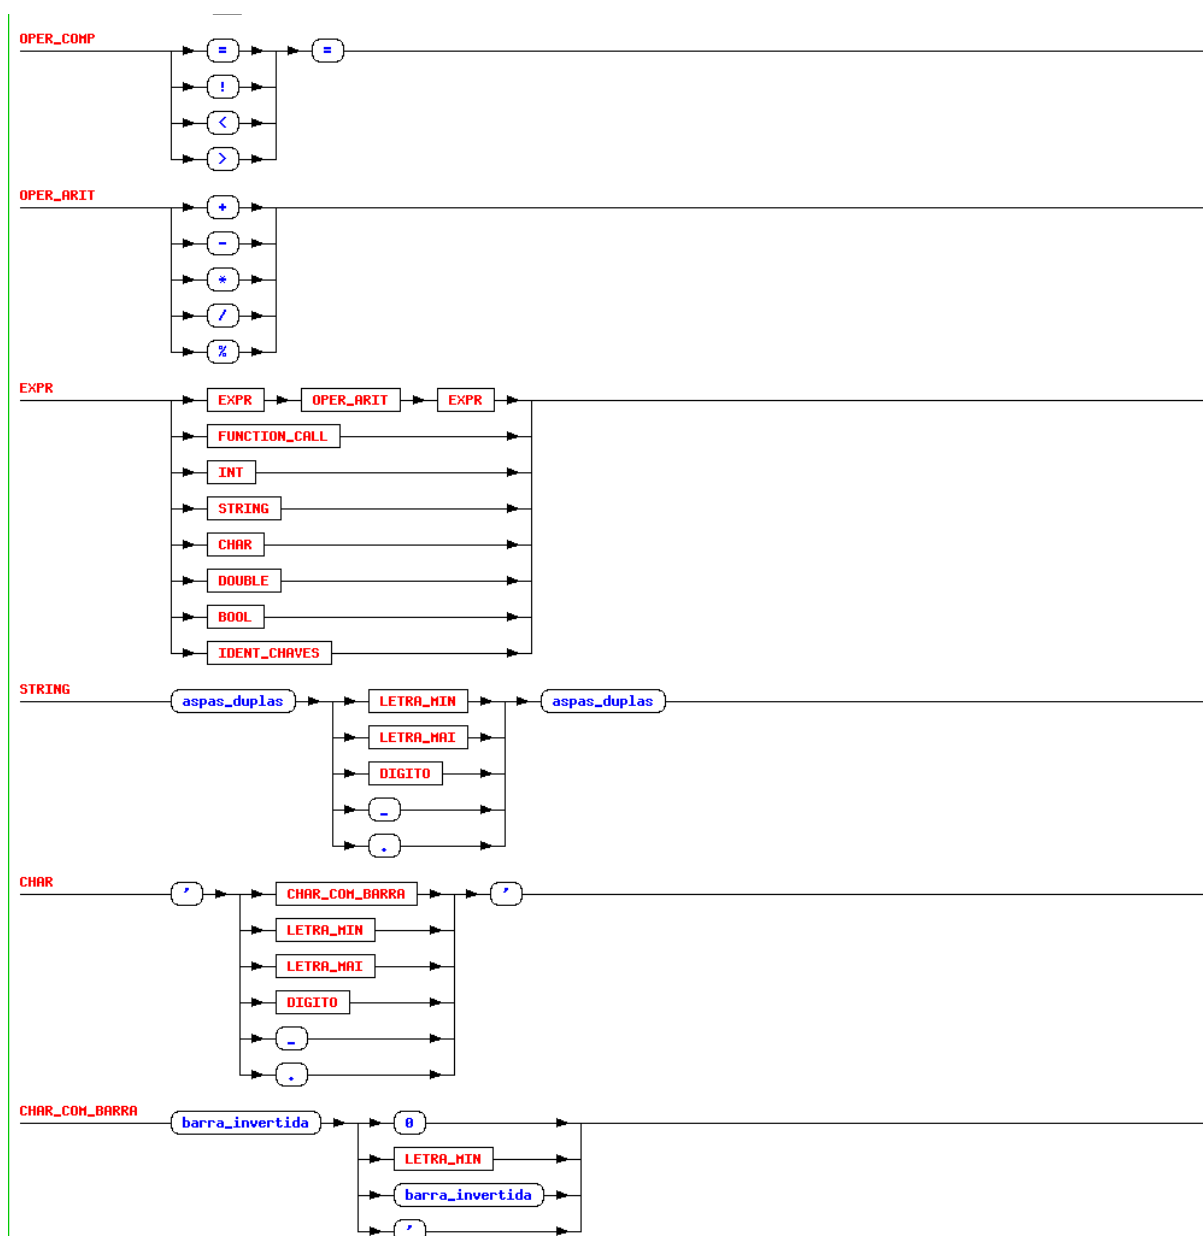 OPER_COMP
= =
!
<
>
OPER_ARIT
+
-
*
/
%
EXPR
EXPR OPER_ARIT EXPR
FUNCTION_CALL
INT
STRING
CHAR
DOUBLE
BOOL
IDENT_CHAVES
STRING
aspas_duplas LETRA_MIN aspas_duplas
LETRA_MAI
DIGITO
_
.
CHAR
' CHAR_COM_BARRA '
LETRA_MIN
LETRA_MAI
DIGITO
_
.
CHAR_COM_BARRA
barra_invertida 0
LETRA_MIN
barra_invertida
'